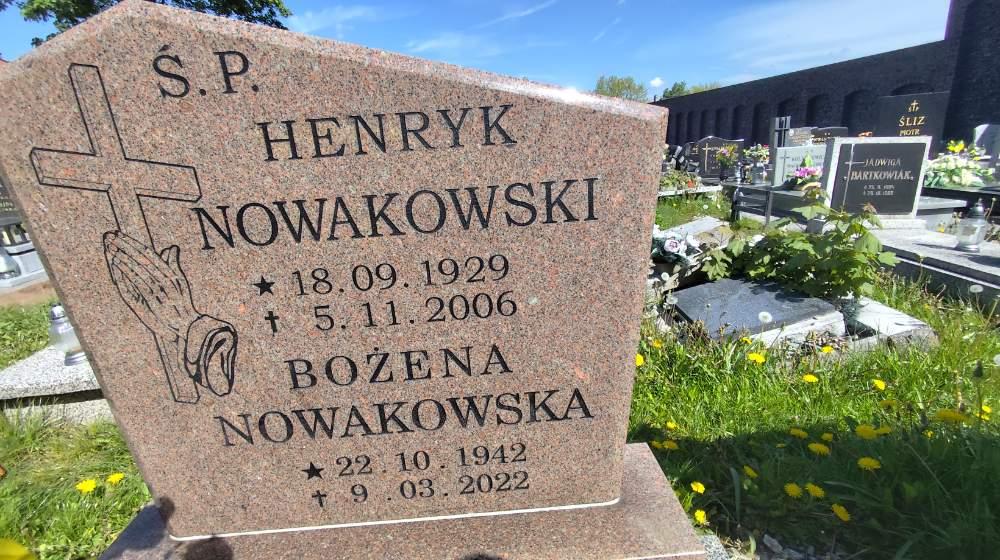 Ś.P.
HENRYK
NOWAKOWSKI
★ 18.09.1929
✝ 5.11.2006
BOŻENA
NOWAKOWSKA
★ 22.10.1942
✝ 9.03.2022
ŚLIZ
PIOTR
JADWIGA
BARTKOWIAK